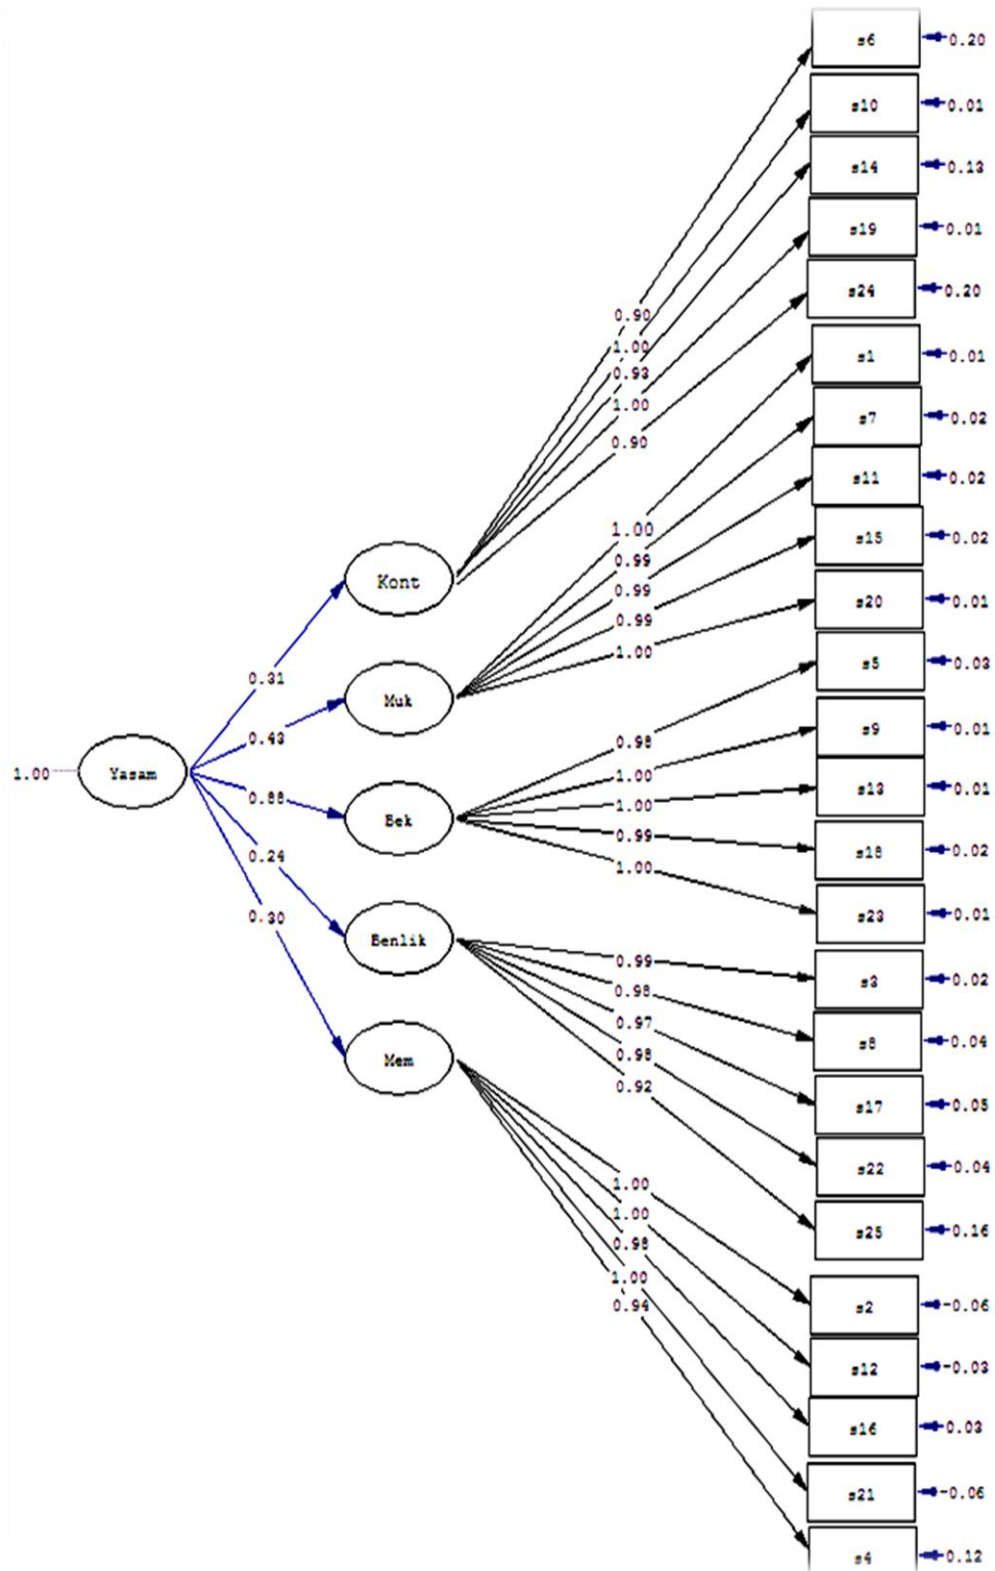 s6
0.20
s10
0.01
s14
0.13
s19
0.01
s24
0.20
0.90
1.00
0.93
1.00
0.90
s1
0.01
s7
0.02
s11
0.02
s15
0.02
s20
0.01
1.00
0.99
0.99
0.99
1.00
Kont
0.31
Muk
0.43
Yasam
1.00
0.88
Bek
0.24
Benlik
0.30
Mem
s5
0.03
s9
0.01
s13
0.01
s18
0.02
s23
0.01
0.98
1.00
1.00
0.99
1.00
s3
0.02
s8
0.04
s17
0.05
s22
0.04
s25
0.16
0.99
0.98
0.97
0.98
0.92
1.00
1.00
0.98
1.00
0.94
s2
-0.06
s12
-0.03
s16
0.03
s21
-0.06
s4
0.12